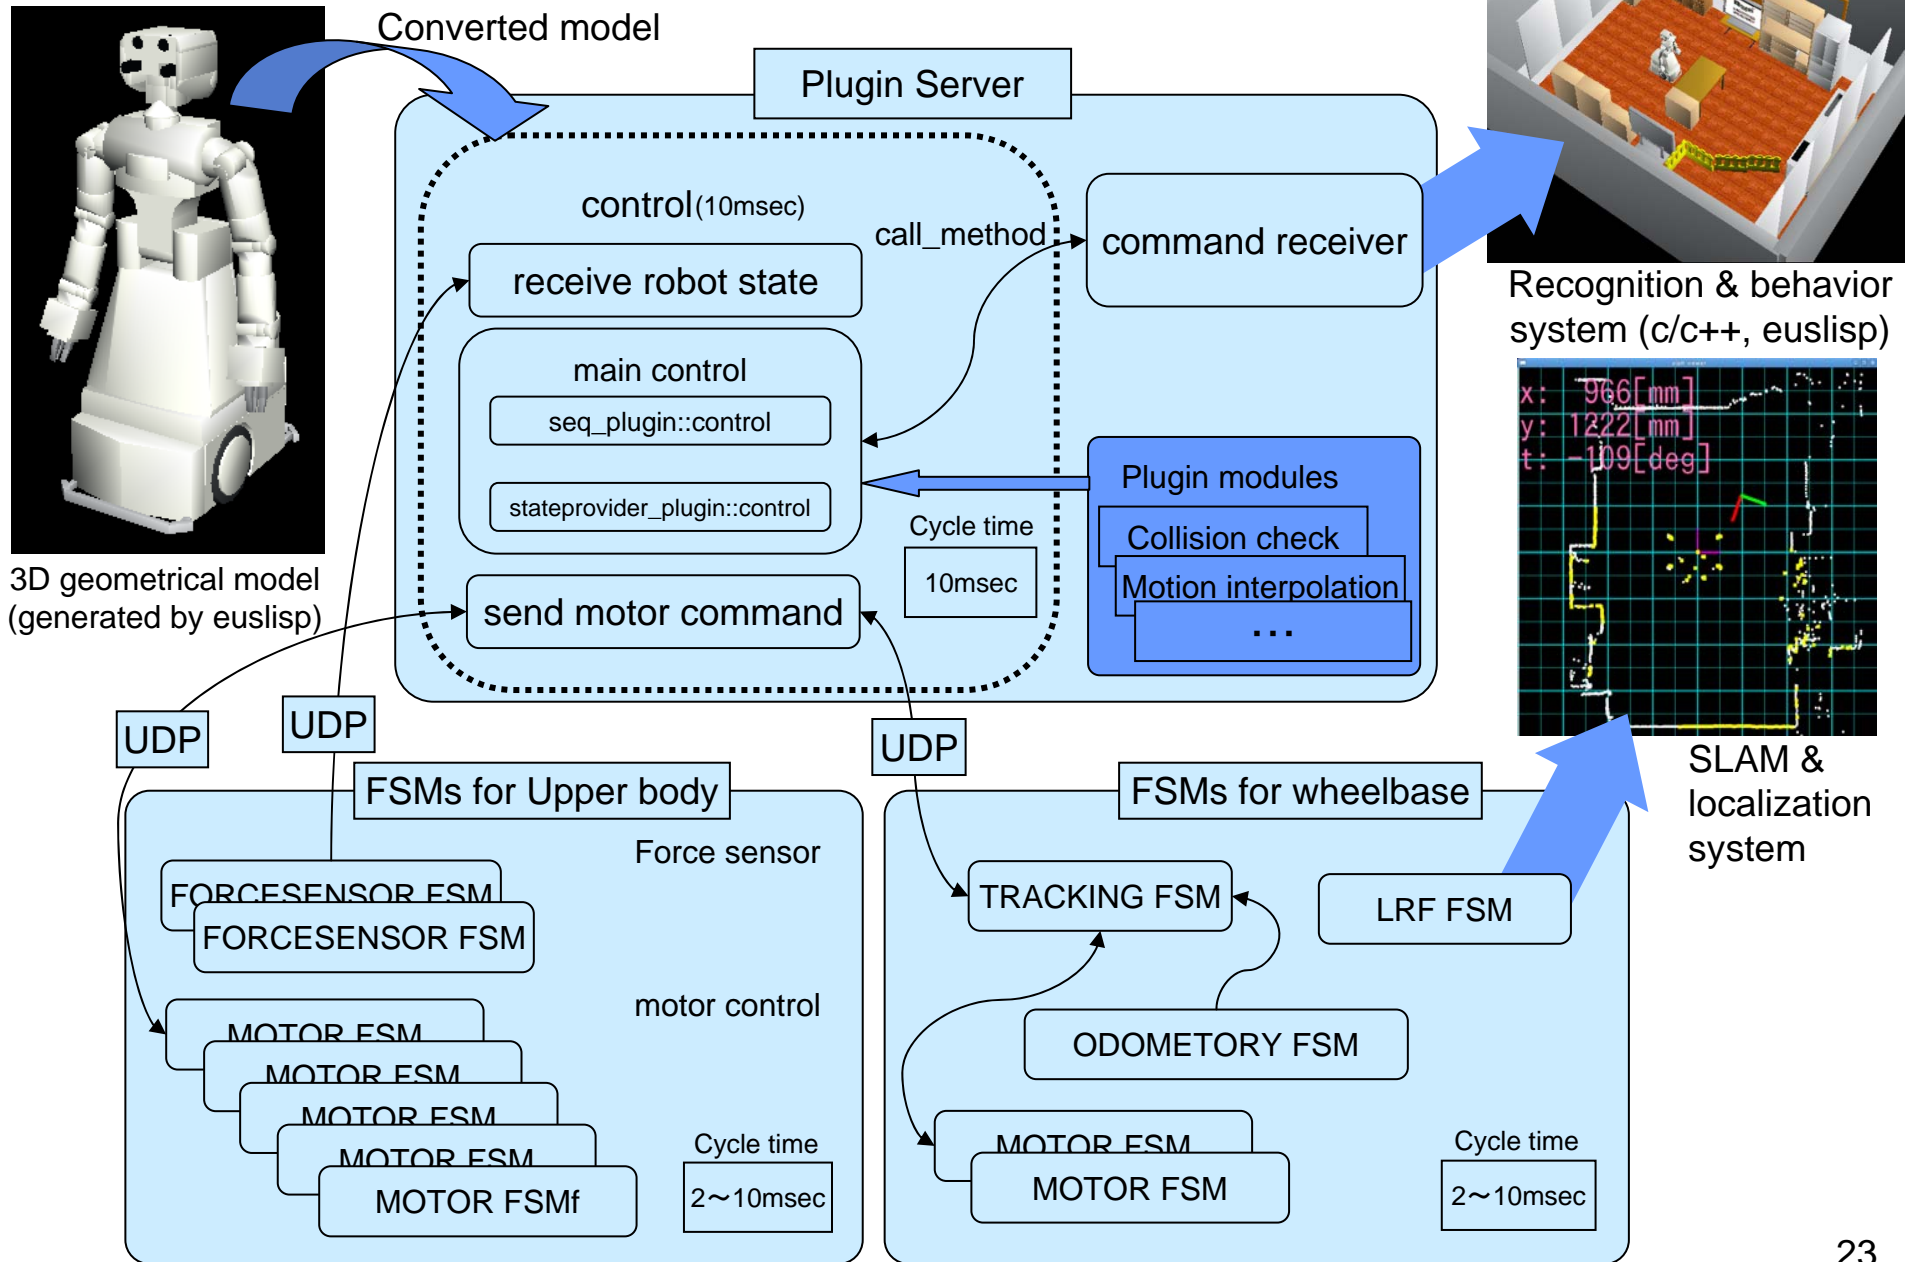 Converted model
Plugin Server
control(10msec)
call_method
command receiver
receive robot state
main control
seq_plugin::control
stateprovider_plugin::control
Cycle time
10msec
send motor command
Plugin modules
Collision check
Motion interpolation
...
3D geometrical model
(generated by euslisp)
Recognition & behavior
system (c/c++, euslisp)
x: 966[mm]
y: 1222[mm]
t: -109[deg]
SLAM &
localization
system
UDP
UDP
UDP
FSMs for Upper body
Force sensor
FORCESENSOR FSM
FORCESENSOR FSM
motor control
MOTOR FSM
MOTOR FSM
MOTOR FSM
MOTOR FSM
MOTOR FSMf
Cycle time
2~10msec
FSMs for wheelbase
TRACKING FSM
LRF FSM
ODOMETORY FSM
MOTOR FSM
MOTOR FSM
Cycle time
2~10msec
23